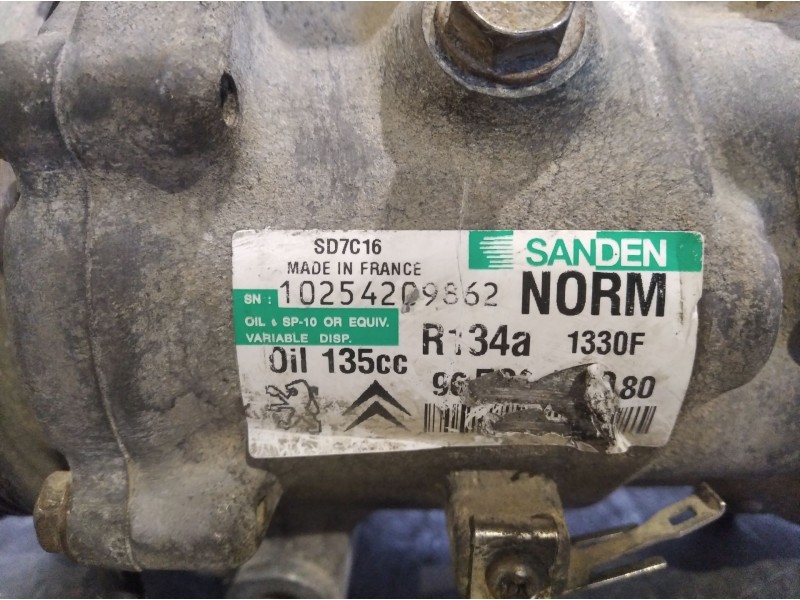 SD7C16
MADE IN FRANCE
SANDEN
SN : 10254209862
NORM
OIL : SP-10 OR EQUIV.
VARIABLE DISP.
Oil 135cc
R134a 1330F